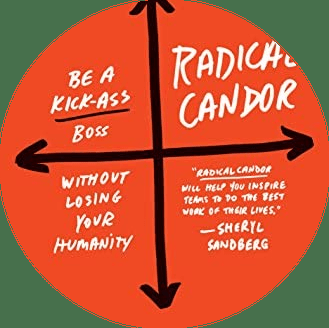 BE A
KICK-ASS
BOSS
RADICAL
CANDOR
WITHOUT
LOSING
YOUR
HUMANITY
"RADICAL CANDOR
WILL HELP YOU INSPIRE
TEAMS TO DO THE BEST
WORK OF THEIR LIVES."
—SHERYL
SANDBERG